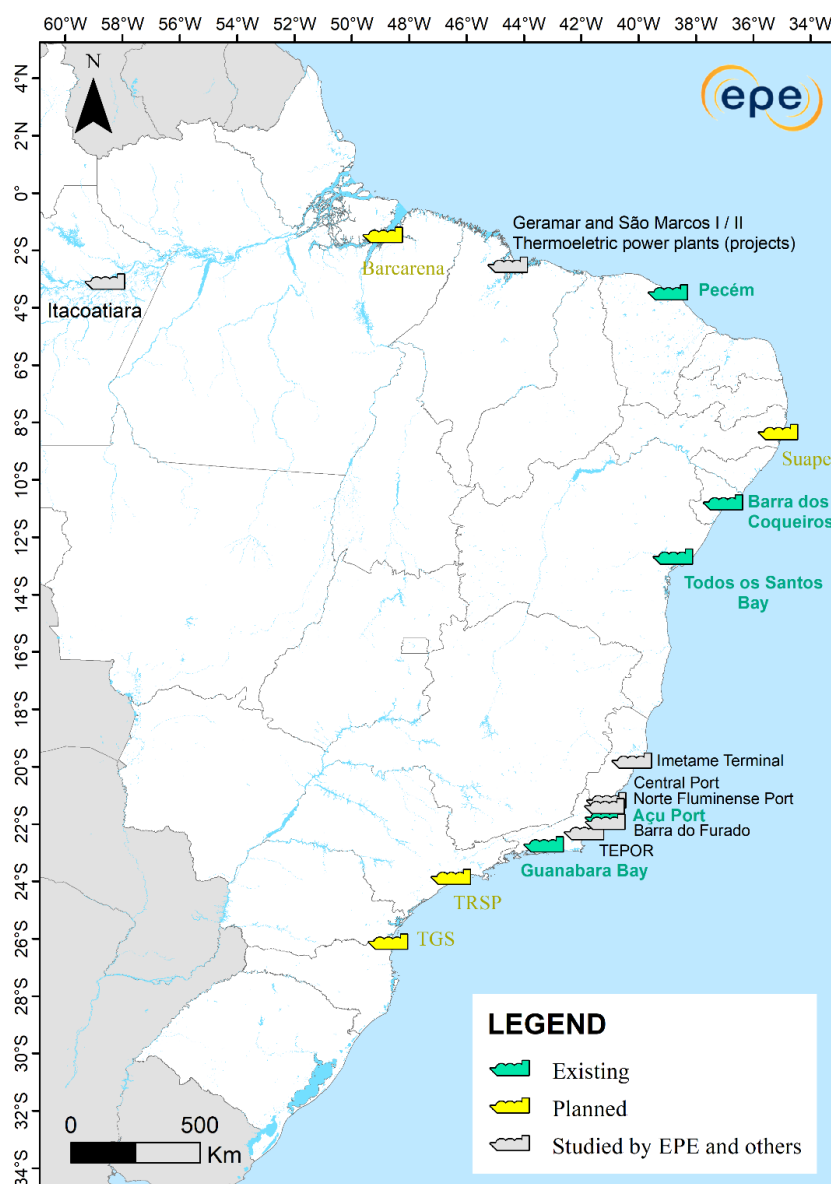 60°W 58°W 56°W 54°W 52°W 50°W 48°W 46°W 44°W 42°W 40°W 38°W 36°W 34°W
N
epe
4°N
2°N
0°
2°S
4°S
6°S
8°S
10°S
12°S
14°S
16°S
18°S
20°S
22°S
24°S
26°S
28°S
30°S
32°S
34°S
Geramar and São Marcos I / II
Thermoeletric power plants (projects)
Barcarena
Itacoatiara
Pecém
Suape
Barra dos
Coqueiros
Todos os Santos
Bay
Imetame Terminal
Central Port
Norte Fluminense Port
Açu Port
Barra do Furado
TEPOR
Guanabara Bay
TRSP
TGS
LEGEND
Existing
Planned
Studied by EPE and others
0 500
Km